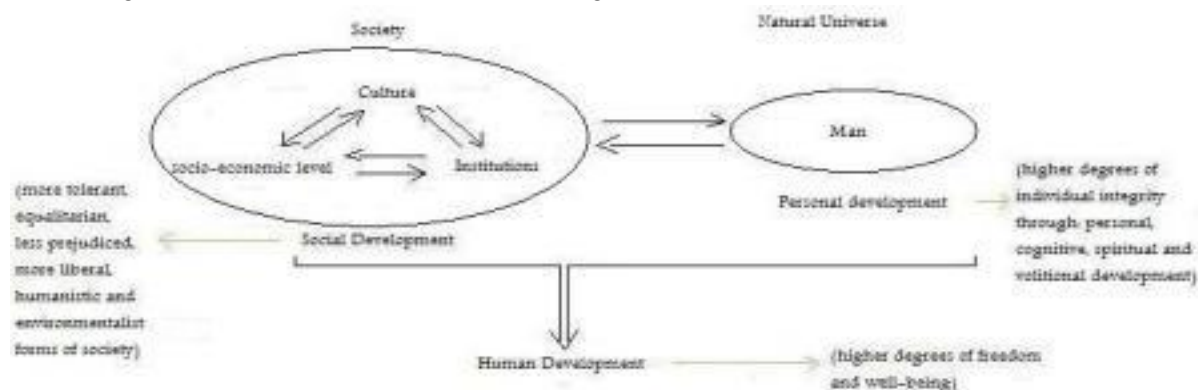 Society
Natural Universe
Culture
Man
socio-economic level
Institutions
(more tolerant,
equalitarian,
less prejudiced,
more liberal,
humanistic and
environmentalist
forms of society)
Social Development
Personal development
(higher degrees of
individual integrity
through: personal,
cognitive, spiritual and
volitional development)
Human Development
(higher degrees of freedom
and well-being)